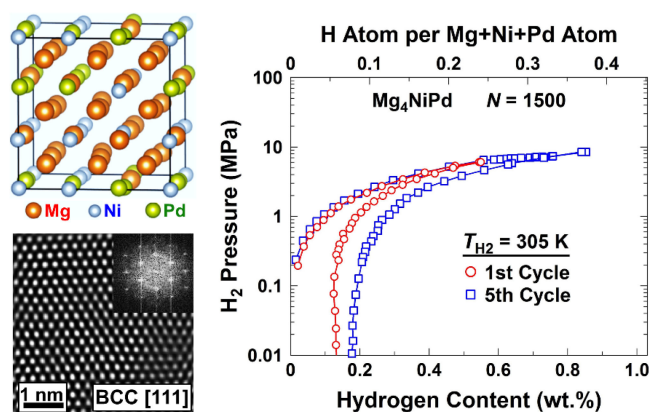 Mg Ni Pd
1 nm BCC [111]
H Atom per Mg+Ni+Pd Atom
0 0.1 0.2 0.3 0.4
Mg₄NiPd N = 1500
H₂ Pressure (MPa)
100
10
1
0.1
0.01
T_H2 = 305 K
1st Cycle
5th Cycle
0 0.2 0.4 0.6 0.8 1.0
Hydrogen Content (wt.%)